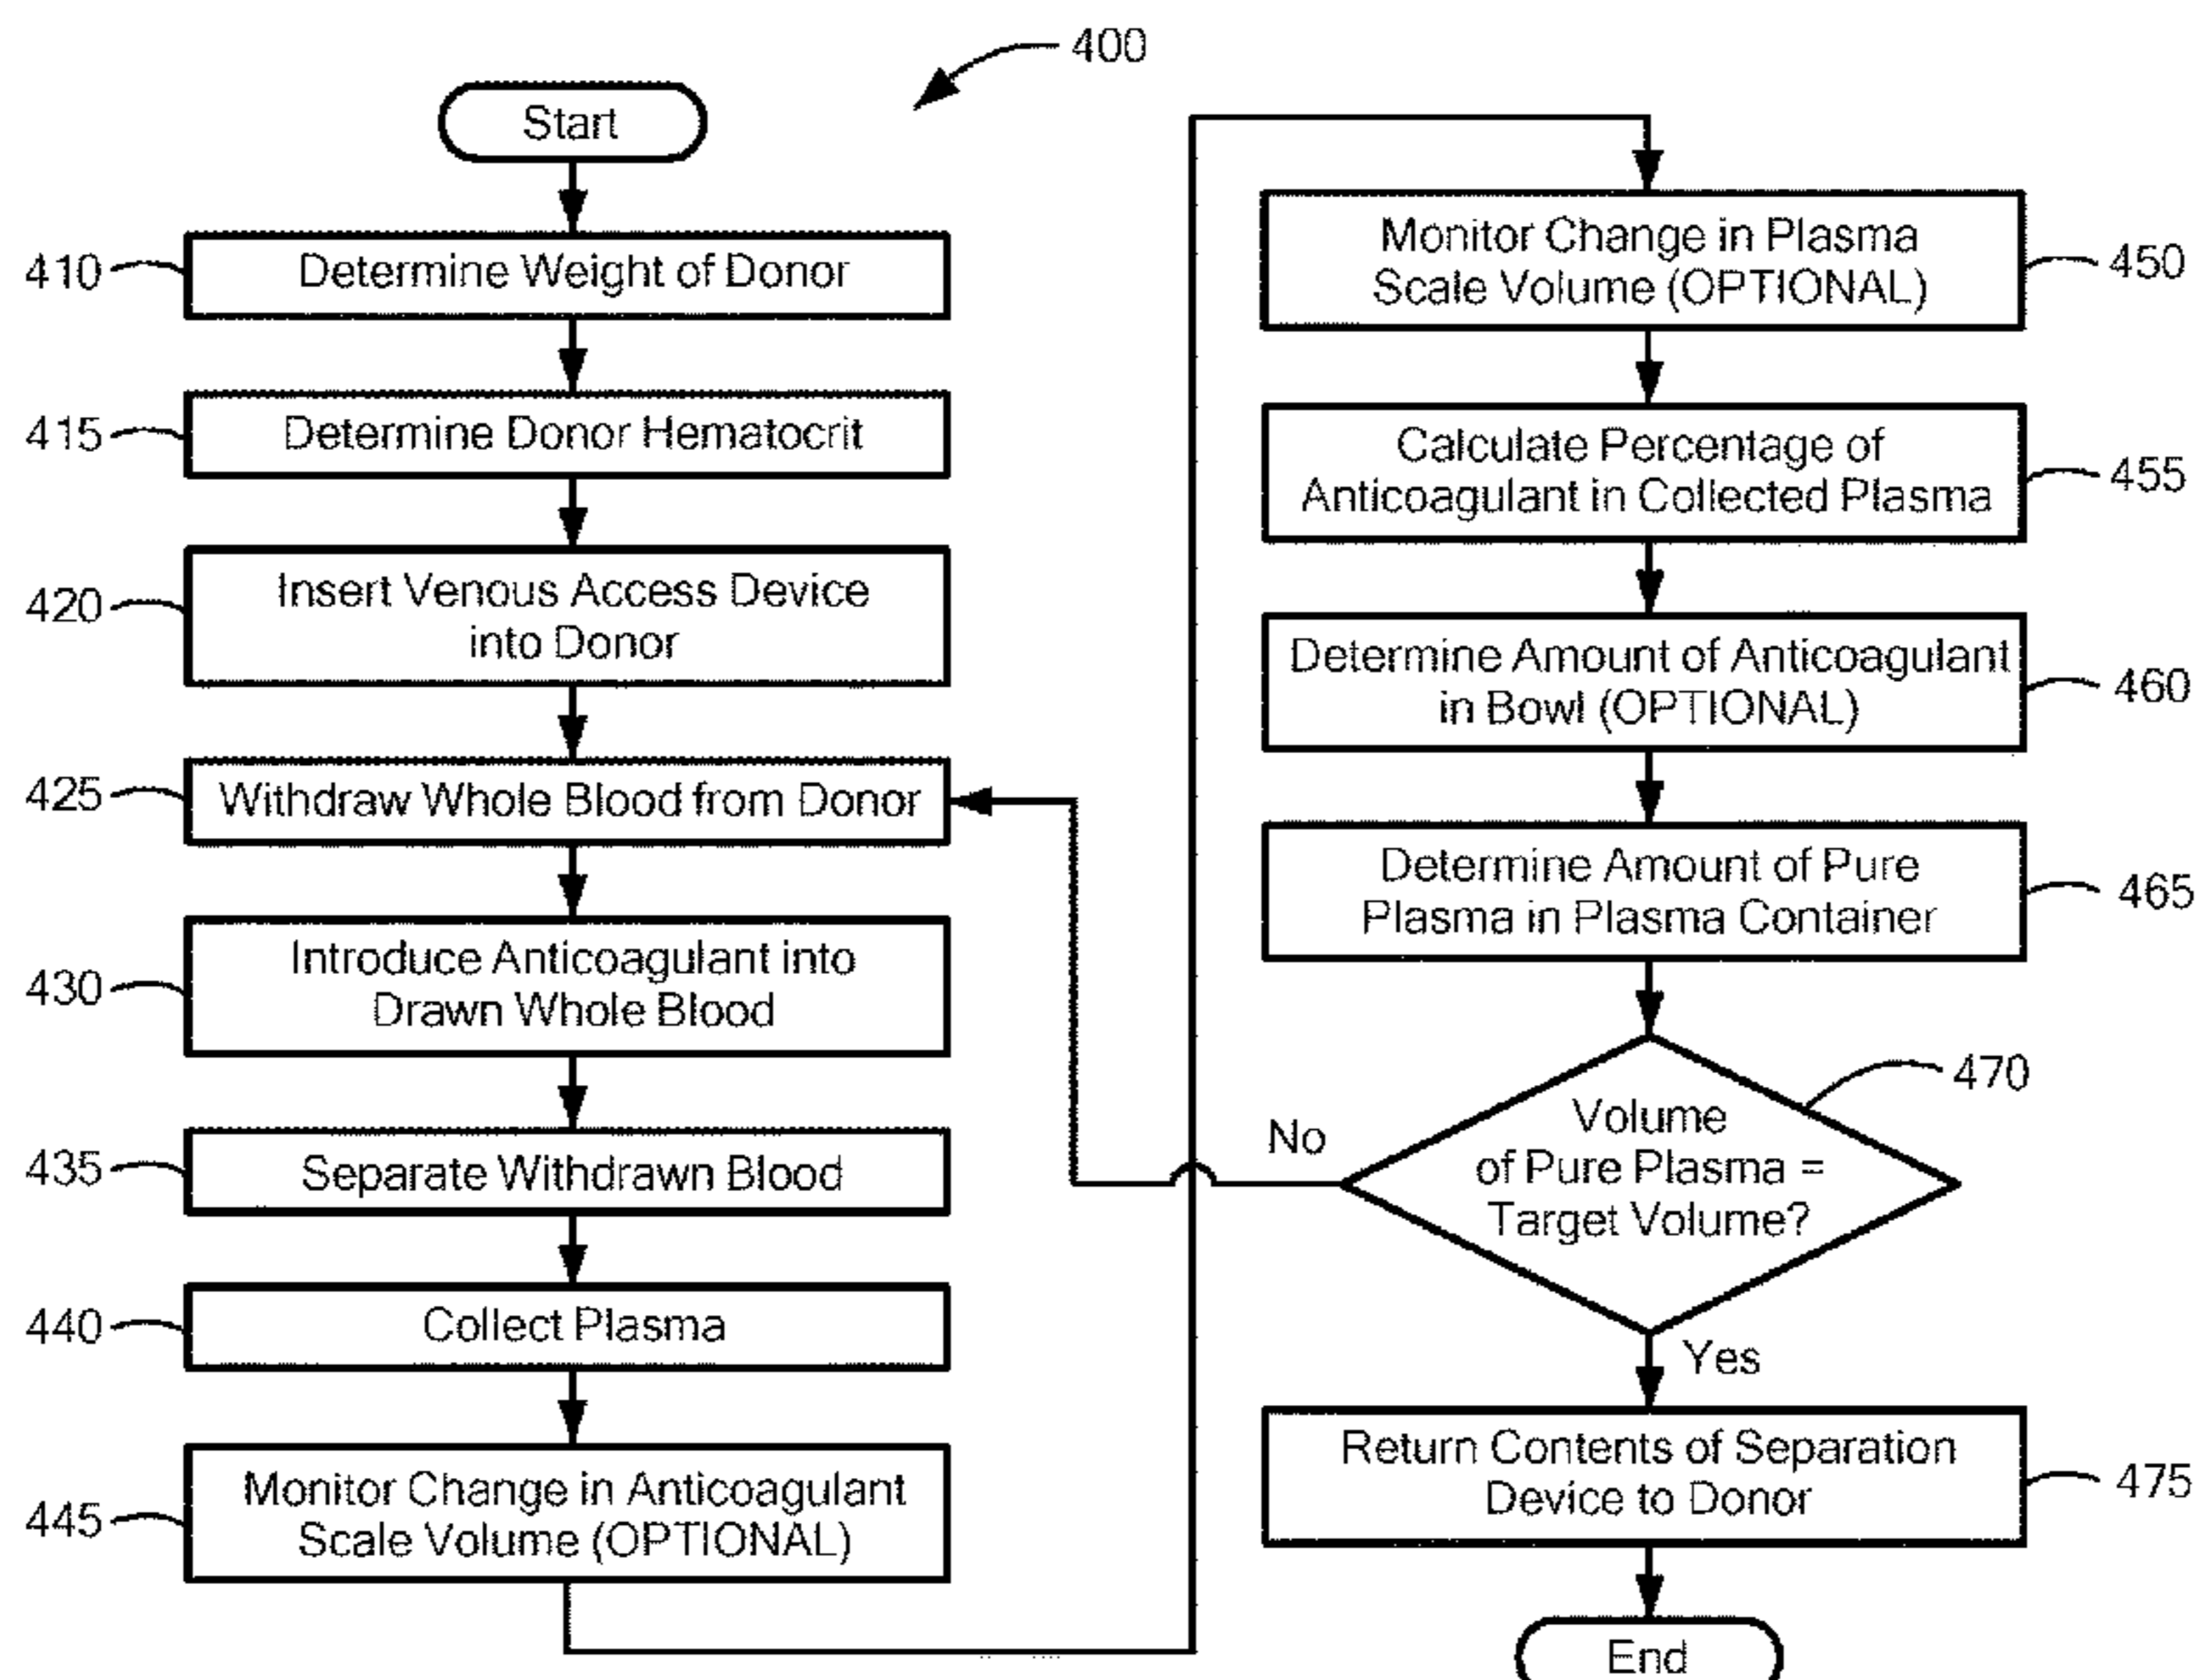 400
Start
410
Determine Weight of Donor
415
Determine Donor Hematocrit
420
Insert Venous Access Device
into Donor
425
Withdraw Whole Blood from Donor
430
Introduce Anticoagulant into
Drawn Whole Blood
435
Separate Withdrawn Blood
440
Collect Plasma
445
Monitor Change in Anticoagulant
Scale Volume (OPTIONAL)
Monitor Change in Plasma
Scale Volume (OPTIONAL)
450
Calculate Percentage of
Anticoagulant in Collected Plasma
455
Determine Amount of Anticoagulant
in Bowl (OPTIONAL)
460
Determine Amount of Pure
Plasma in Plasma Container
465
470
Volume
of Pure Plasma =
Target Volume?
No
Yes
Return Contents of Separation
Device to Donor
475
End